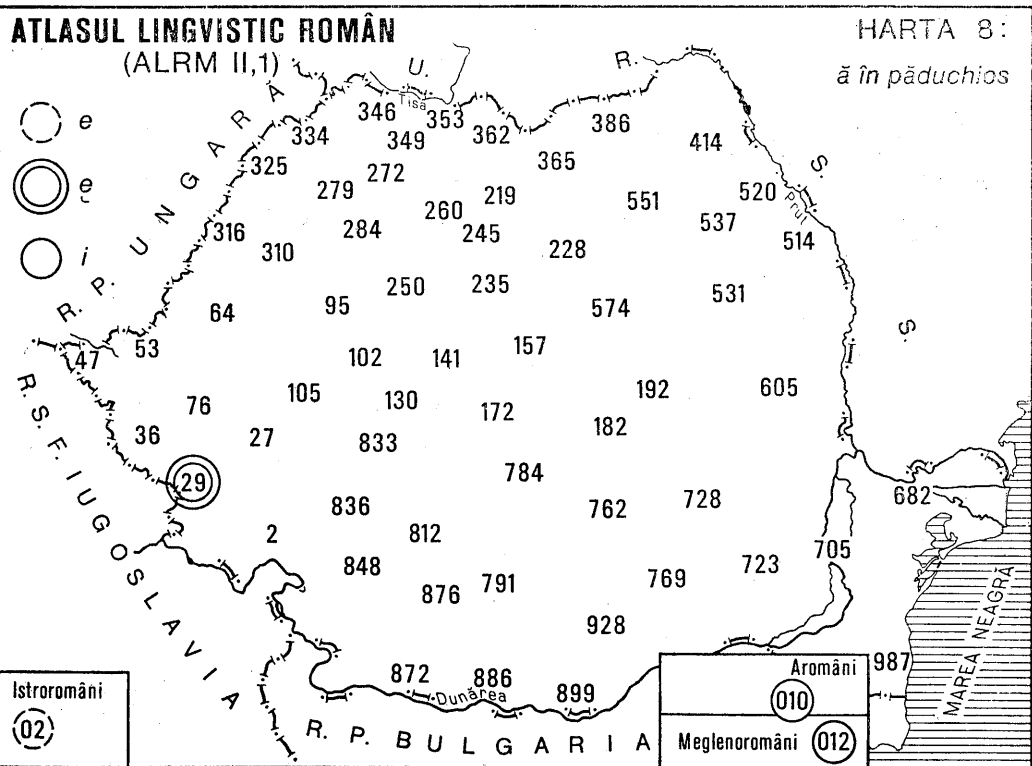 ATLASUL LINGVISTIC ROMÂN
(ALRM II,1)
HARTA 8:
ă în păduchios
e
ę
i
R. P. UNGARĂ
U. R. S. S.
Tisa
Prut
346 353 362 386
334 349 414
325 272 365
279 219 551 520
260 537
316 284 245 514
310 228
250 235 531
64 95 574
53 157
47 102 141
105 192 605
76 130 172
36 27 833 182
29 784
836 762 728 682
2 812
848 723 705
876 791 769
928
872 886 899 987
Dunărea
R. S. F. IUGOSLAVIA
R. P. BULGARIA
MAREA NEAGRĂ
Istroromâni
02
Aromâni
010
Meglenoromâni 012